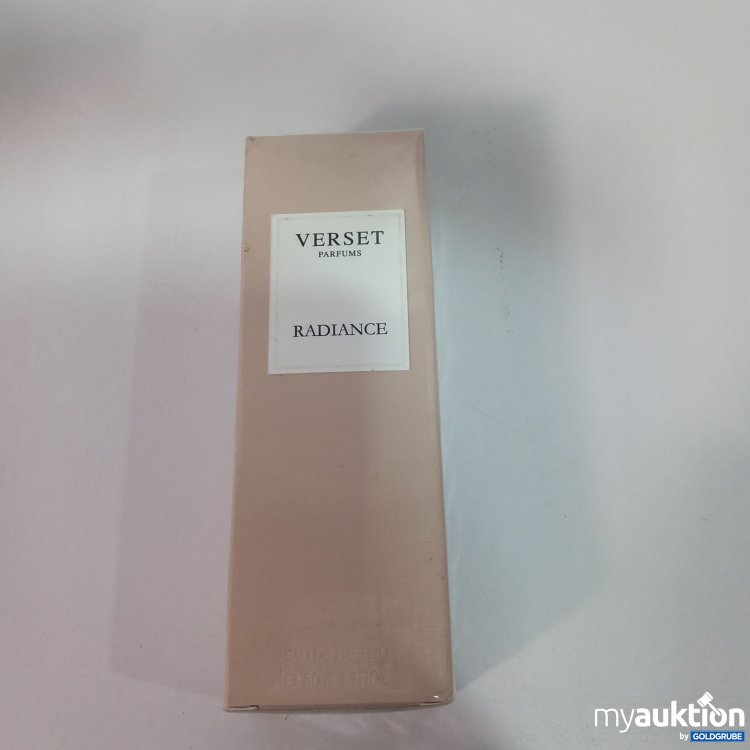 VERSET
PARFUMS
RADIANCE
EAU DE PARFUM
myauktion
by GOLDGRUBE